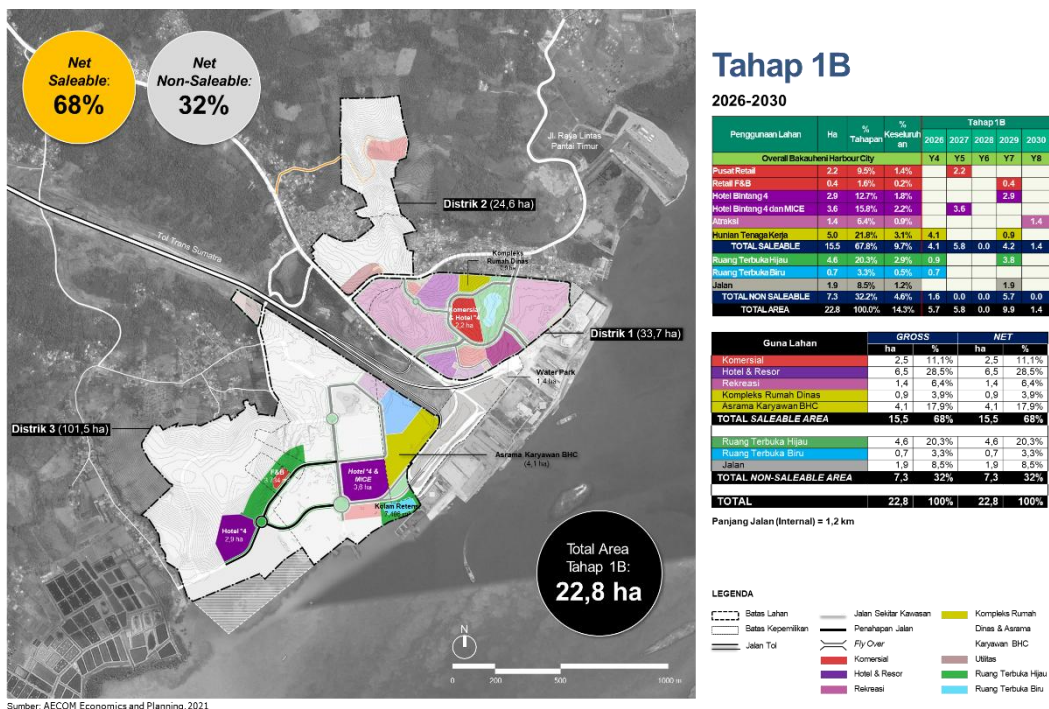 Net
Saleable:
68%
Net
Non-Saleable:
32%
Jl. Raya Lintas
Pantai Timur
Distrik 2 (24,6 ha)
Tol Trans Sumatra
Kompleks
Rumah Dinas
Komersial
& Hotel *4
2,2 ha
Distrik 1 (33,7 ha)
Water Park
1,4 ha
Distrik 3 (101,5 ha)
Asrama Karyawan BHC
(4,1 ha)
F&B
Hotel *4 &
MICE
3,6 ha
Kolam Retensi
Hotel *4
2,9 ha
Total Area
Tahap 1B:
22,8 ha
N
0 200 500 1000 m
Sumber: AECOM Economics and Planning, 2021
Tahap 1B
2026-2030
Penggunaan Lahan Ha % Tahapan % Keseluruhan Tahap 1B
2026 2027 2028 2029 2030
Overall Bakauheni Harbour City Y4 Y5 Y6 Y7 Y8
Pusat Retail 2.2 9.5% 1.4% 2.2
Retail F&B 0.4 1.6% 0.2% 0.4
Hotel Bintang 4 2.9 12.7% 1.8% 2.9
Hotel Bintang 4 dan MICE 3.6 15.8% 2.2% 3.6
Atraksi 1.4 6.4% 0.9% 1.4
Hunian Tenaga Kerja 5.0 21.8% 3.1% 4.1 0.9
TOTAL SALEABLE 15.5 67.8% 9.7% 4.1 5.8 0.0 4.2 1.4
Ruang Terbuka Hijau 4.6 20.3% 2.9% 0.9 3.8
Ruang Terbuka Biru 0.7 3.3% 0.5% 0.7
Jalan 1.9 8.5% 1.2% 1.9
TOTAL NON SALEABLE 7.3 32.2% 4.6% 1.6 0.0 0.0 5.7 0.0
TOTAL AREA 22.8 100.0% 14.3% 5.7 5.8 0.0 9.9 1.4
Guna Lahan GROSS NET
ha % ha %
Komersial 2,5 11,1% 2,5 11,1%
Hotel & Resor 6,5 28,5% 6,5 28,5%
Rekreasi 1,4 6,4% 1,4 6,4%
Kompleks Rumah Dinas 0,9 3,9% 0,9 3,9%
Asrama Karyawan BHC 4,1 17,9% 4,1 17,9%
TOTAL SALEABLE AREA 15,5 68% 15,5 68%
Ruang Terbuka Hijau 4,6 20,3% 4,6 20,3%
Ruang Terbuka Biru 0,7 3,3% 0,7 3,3%
Jalan 1,9 8,5% 1,9 8,5%
TOTAL NON-SALEABLE AREA 7,3 32% 7,3 32%
TOTAL 22,8 100% 22,8 100%
Panjang Jalan (Internal) = 1,2 km
LEGENDA
Batas Lahan
Batas Kepemilikan
Jalan Tol
Jalan Sekitar Kawasan
Penahapan Jalan
Fly Over
Komersial
Hotel & Resor
Rekreasi
Kompleks Rumah
Dinas & Asrama
Karyawan BHC
Utilitas
Ruang Terbuka Hijau
Ruang Terbuka Biru